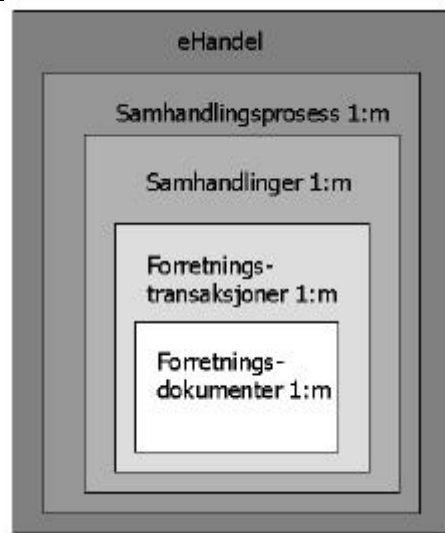 eHandel
Samhandlingsprosess 1:m
Samhandlinger 1:m
Forretnings-
transaksjoner 1:m
Forretnings-
dokumenter 1:m